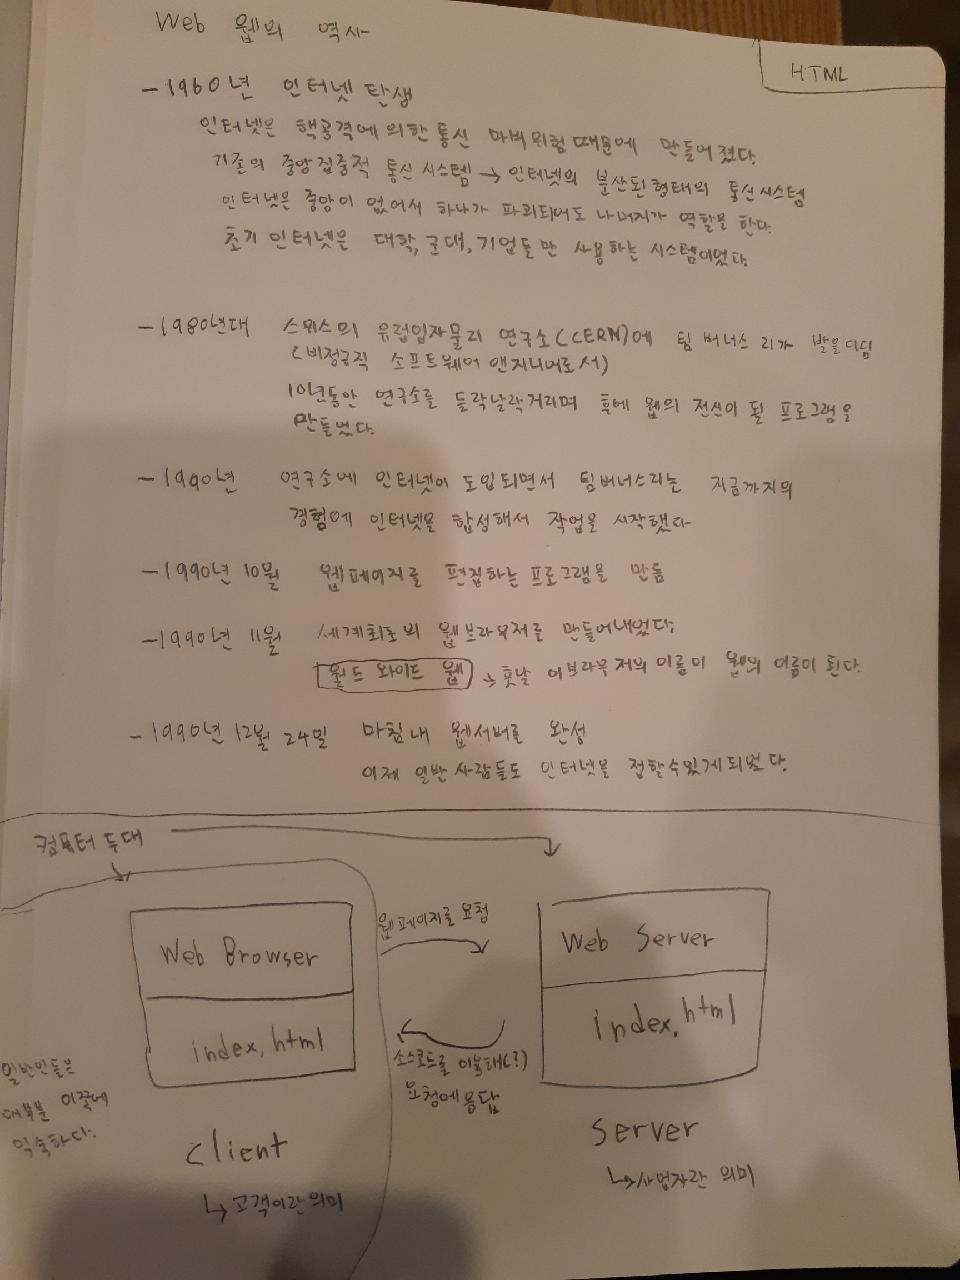 Web 웹의 역사
HTML
-1960년 인터넷 탄생
인터넷은 핵공격에 의한 통신 마비위험 때문에 만들어졌다.
기존의 중앙집중적 통신 시스템 → 인터넷의 분산된 형태의 통신시스템
인터넷은 중앙이 없어서 하나가 파괴되어도 나머지가 역할을 한다.
초기 인터넷은 대학, 군대, 기업들만 사용하는 시스템이었다.
-1980년대 스위스의 유럽입자물리 연구소(CERN)에 팀 버너스 리가 발을디딤
(비정규직 소프트웨어 엔지니어로서)
10년동안 연구소를 들락날락거리며 후에 웹의 전신이 될 프로그램을
만들었다.
-1990년 연구소에 인터넷이 도입되면서 팀버너스리는 지금까지의
경험에 인터넷을 합성해서 작업을 시작했다
-1990년 10월 웹페이지를 편집하는 프로그램을 만듬
-1990년 11월 세계최초의 웹브라우저를 만들어내었다.
월드 와이드 웹 → 훗날 이브라우저의 이름이 웹의 이름이 된다.
-1990년 12월 24일 마침내 웹서버를 완성
이제 일반 사람들도 인터넷을 접할수있게되었다.
컴퓨터 두대
웹페이지를 요청
Web Browser
Web Server
index.html
index.html
소스코드를 이용해(?)
요청에응답
일반인들은
대부분 이쪽에
익숙하다.
Client
↳고객이란의미
Server
↳사업자란 의미